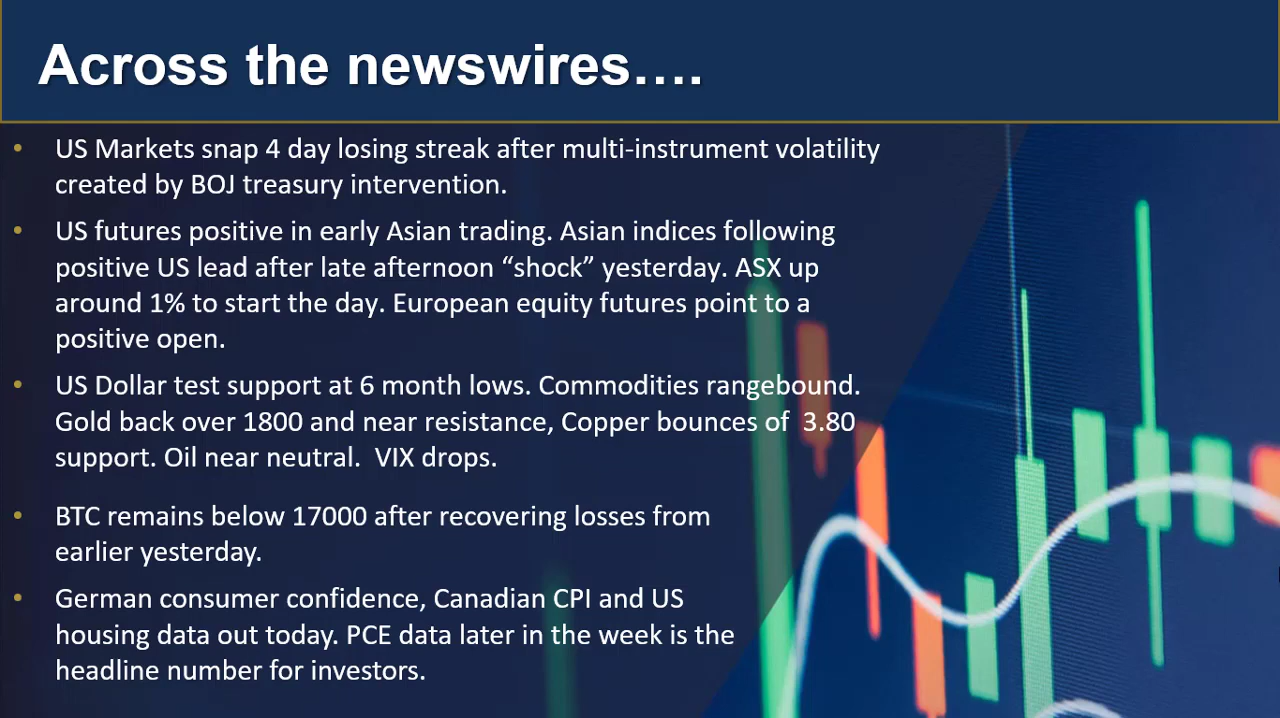 Across the newswires….
• US Markets snap 4 day losing streak after multi-instrument volatility
created by BOJ treasury intervention.
• US futures positive in early Asian trading. Asian indices following
positive US lead after late afternoon “shock” yesterday. ASX up
around 1% to start the day. European equity futures point to a
positive open.
• US Dollar test support at 6 month lows. Commodities rangebound.
Gold back over 1800 and near resistance, Copper bounces of  3.80
support. Oil near neutral.  VIX drops.
• BTC remains below 17000 after recovering losses from
earlier yesterday.
• German consumer confidence, Canadian CPI and US
housing data out today. PCE data later in the week is the
headline number for investors.